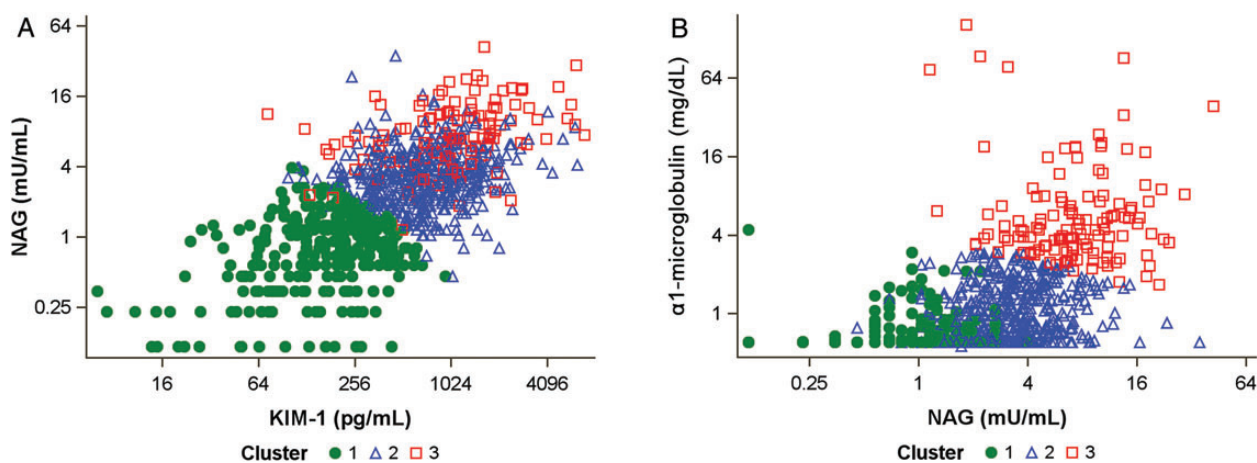 A
NAG (mU/mL)
64
16
4
1
0.25
16 64 256 1024 4096
KIM-1 (pg/mL)
Cluster 1 2 3
B
α1-microglobulin (mg/dL)
64
16
4
1
0.25 1 4 16 64
NAG (mU/mL)
Cluster 1 2 3